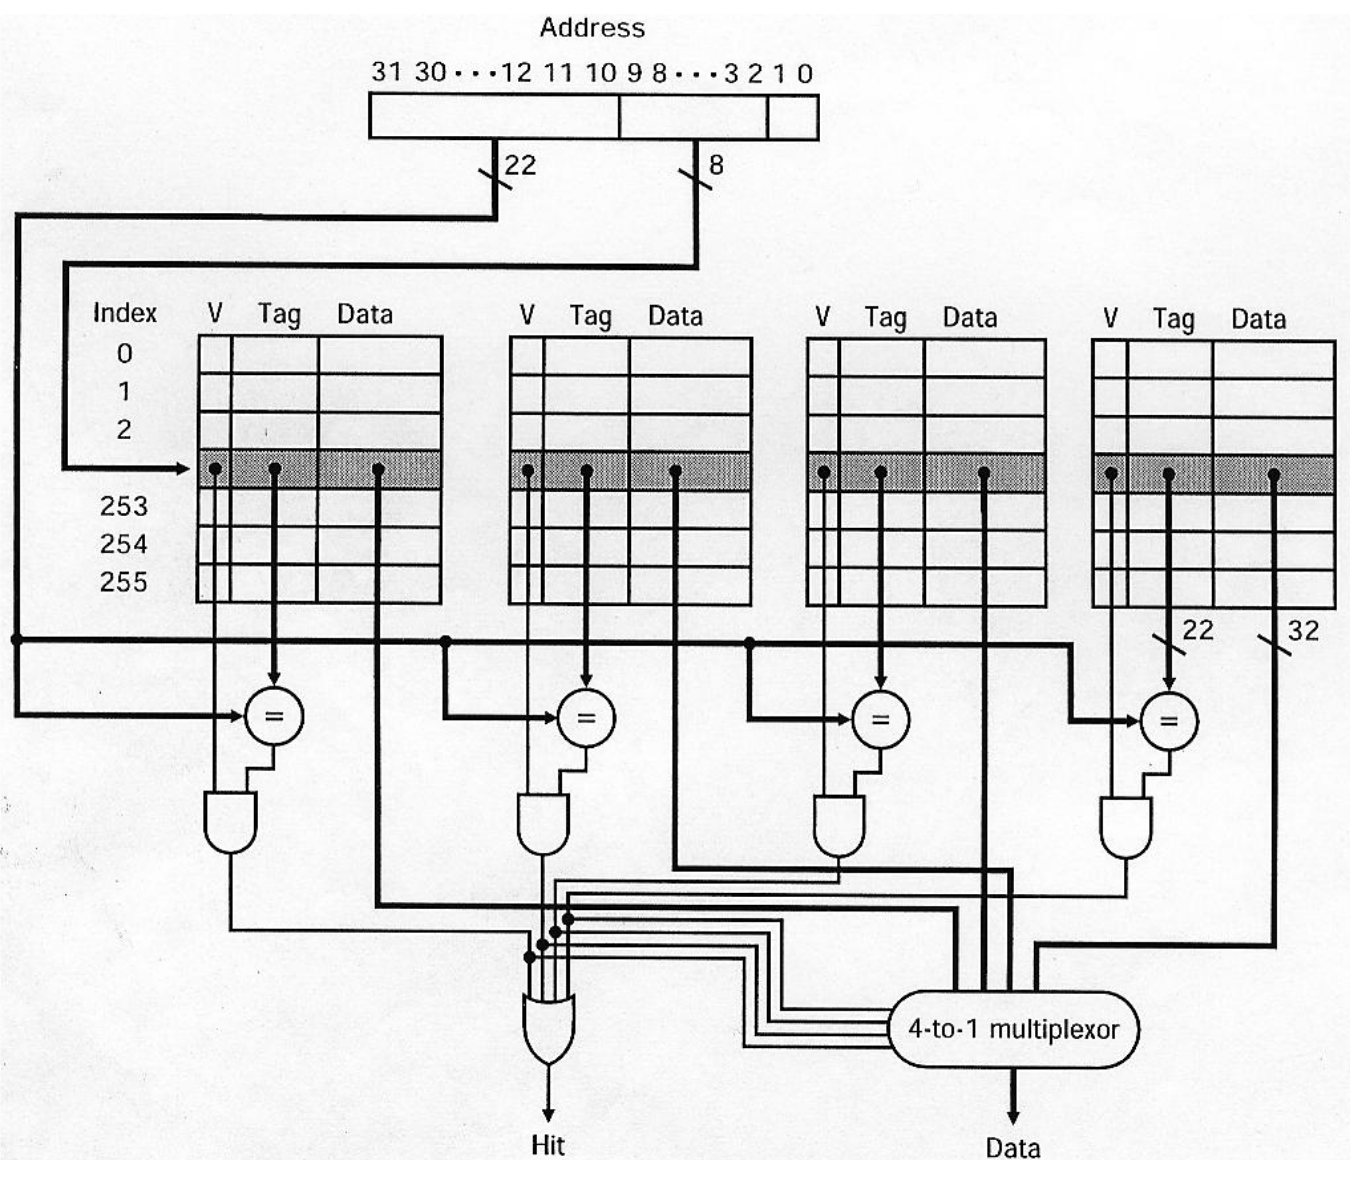 Address
31 30 ··· 12 11 10 9 8 ··· 3 2 1 0
22
8
Index V Tag Data V Tag Data V Tag Data V Tag Data
0
1
2
253
254
255
22 32
= = = =
4-to-1 multiplexor
Hit
Data